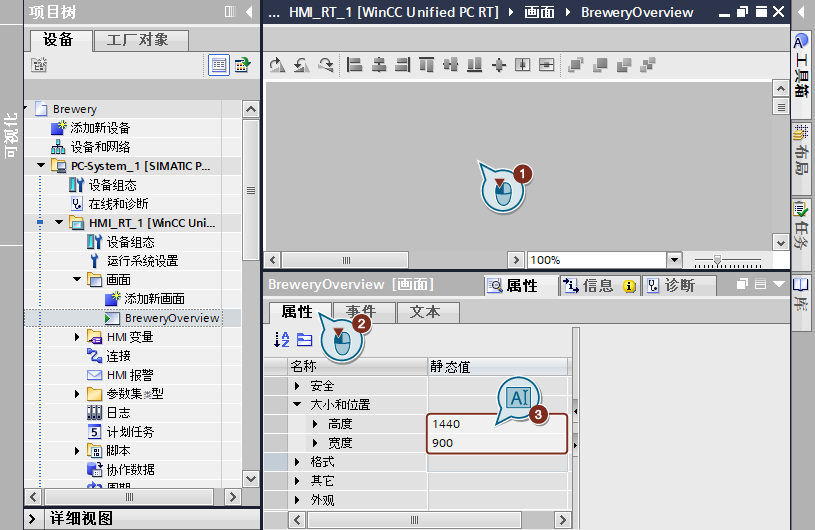 项目树
设备
工厂对象
可视化
Brewery
添加新设备
设备和网络
PC-System_1 [SIMATIC P...
设备组态
在线和诊断
HMI_RT_1 [WinCC Uni...
设备组态
运行系统设置
画面
添加新画面
BreweryOverview
HMI 变量
连接
HMI 报警
参数集类型
日志
计划任务
脚本
协作数据
周期
详细视图
... HMI_RT_1 [WinCC Unified PC RT] 画面 BreweryOverview
1
100%
BreweryOverview [画面]
属性
信息
诊断
属性
事件
文本
2
名称 静态值
安全
大小和位置
AI
3
高度 1440
宽度 900
格式
其它
外观
工具箱
布局
任务
库